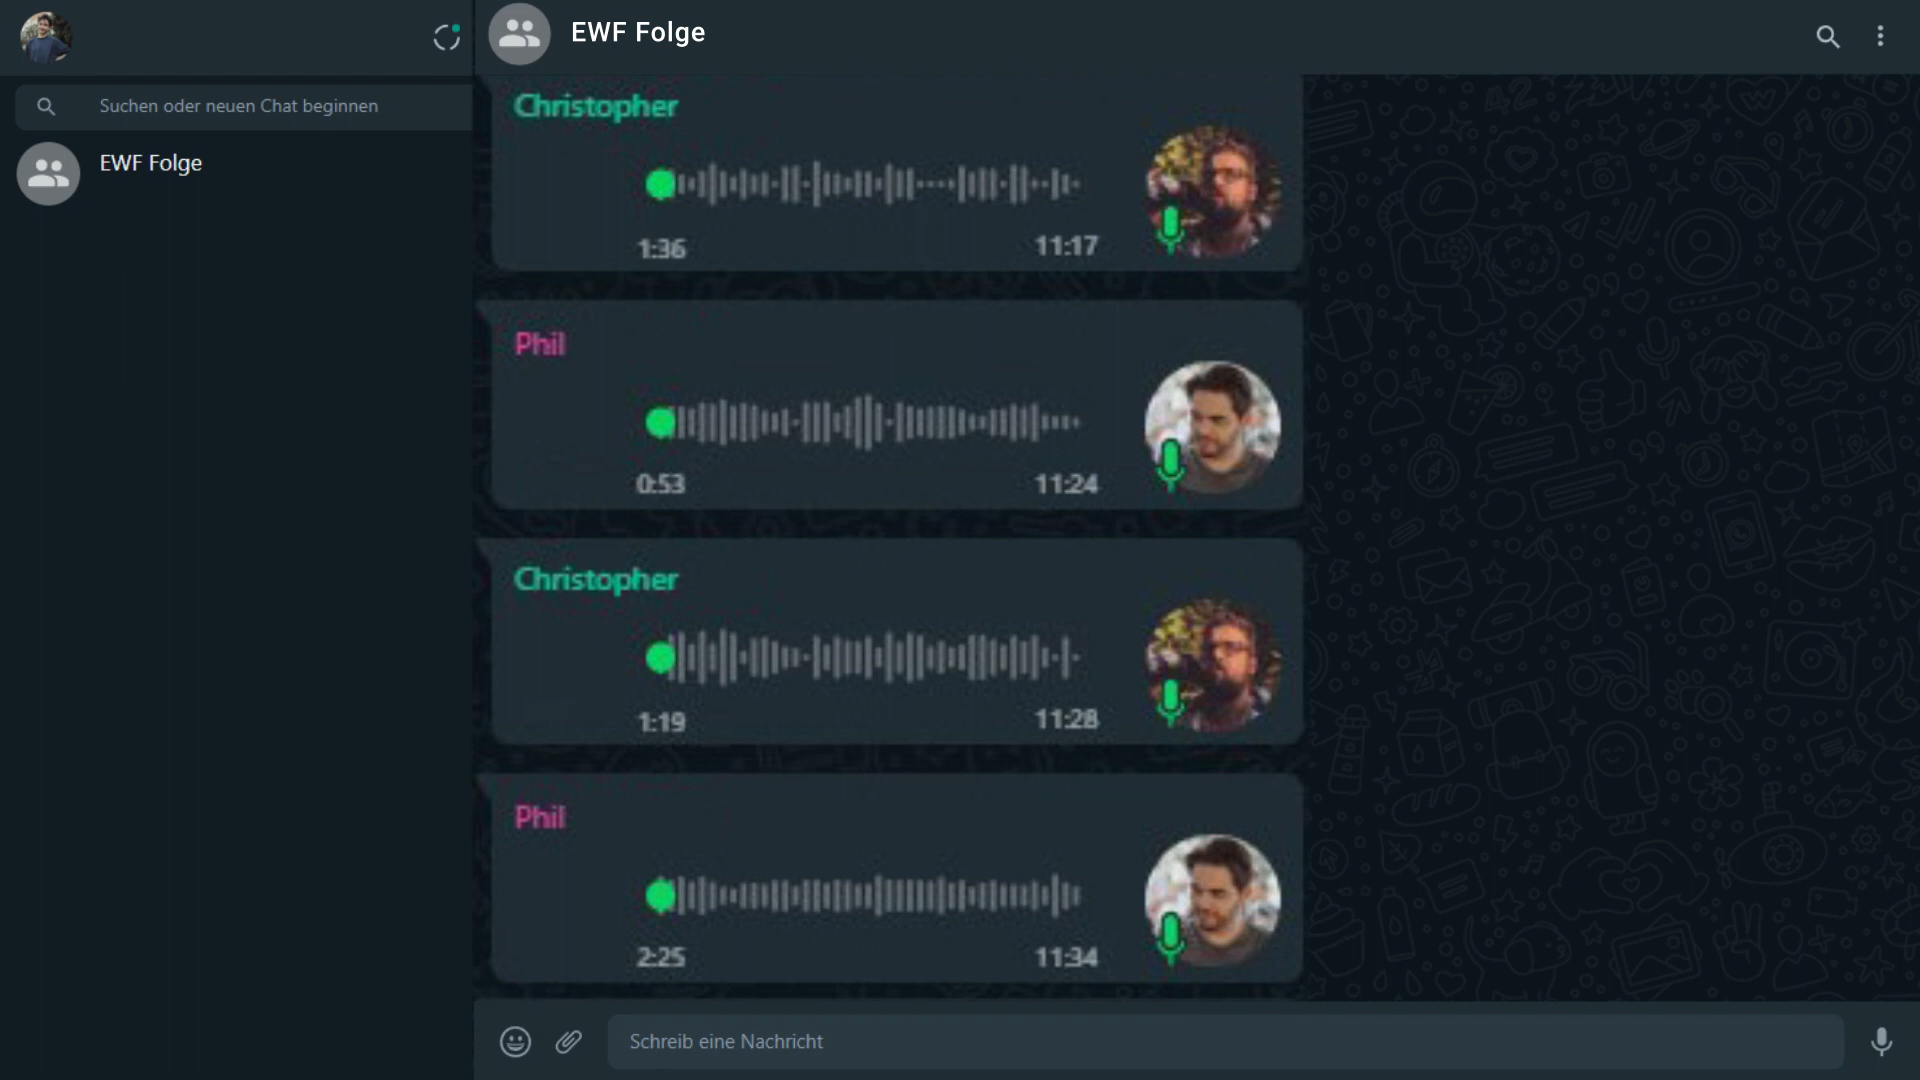 EWF Folge
Suchen oder neuen Chat beginnen
EWF Folge
Christopher
1:36
11:17
Phil
0:53
11:24
Christopher
1:19
11:28
Phil
2:25
11:34
Schreib eine Nachricht